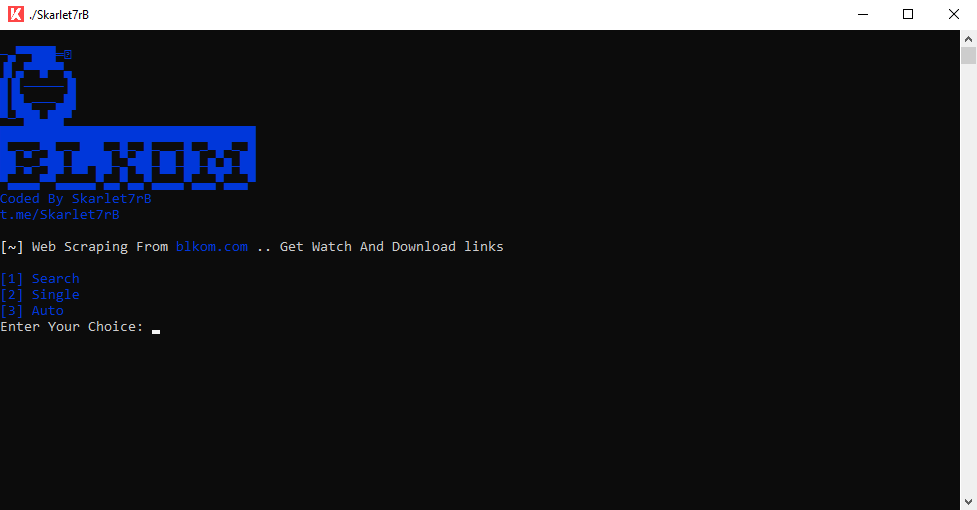 ./Skarlet7rB
BLKOM
Coded By Skarlet7rB
t.me/Skarlet7rB
[~] Web Scraping From blkom.com .. Get Watch And Download links
[1] Search
[2] Single
[3] Auto
Enter Your Choice: